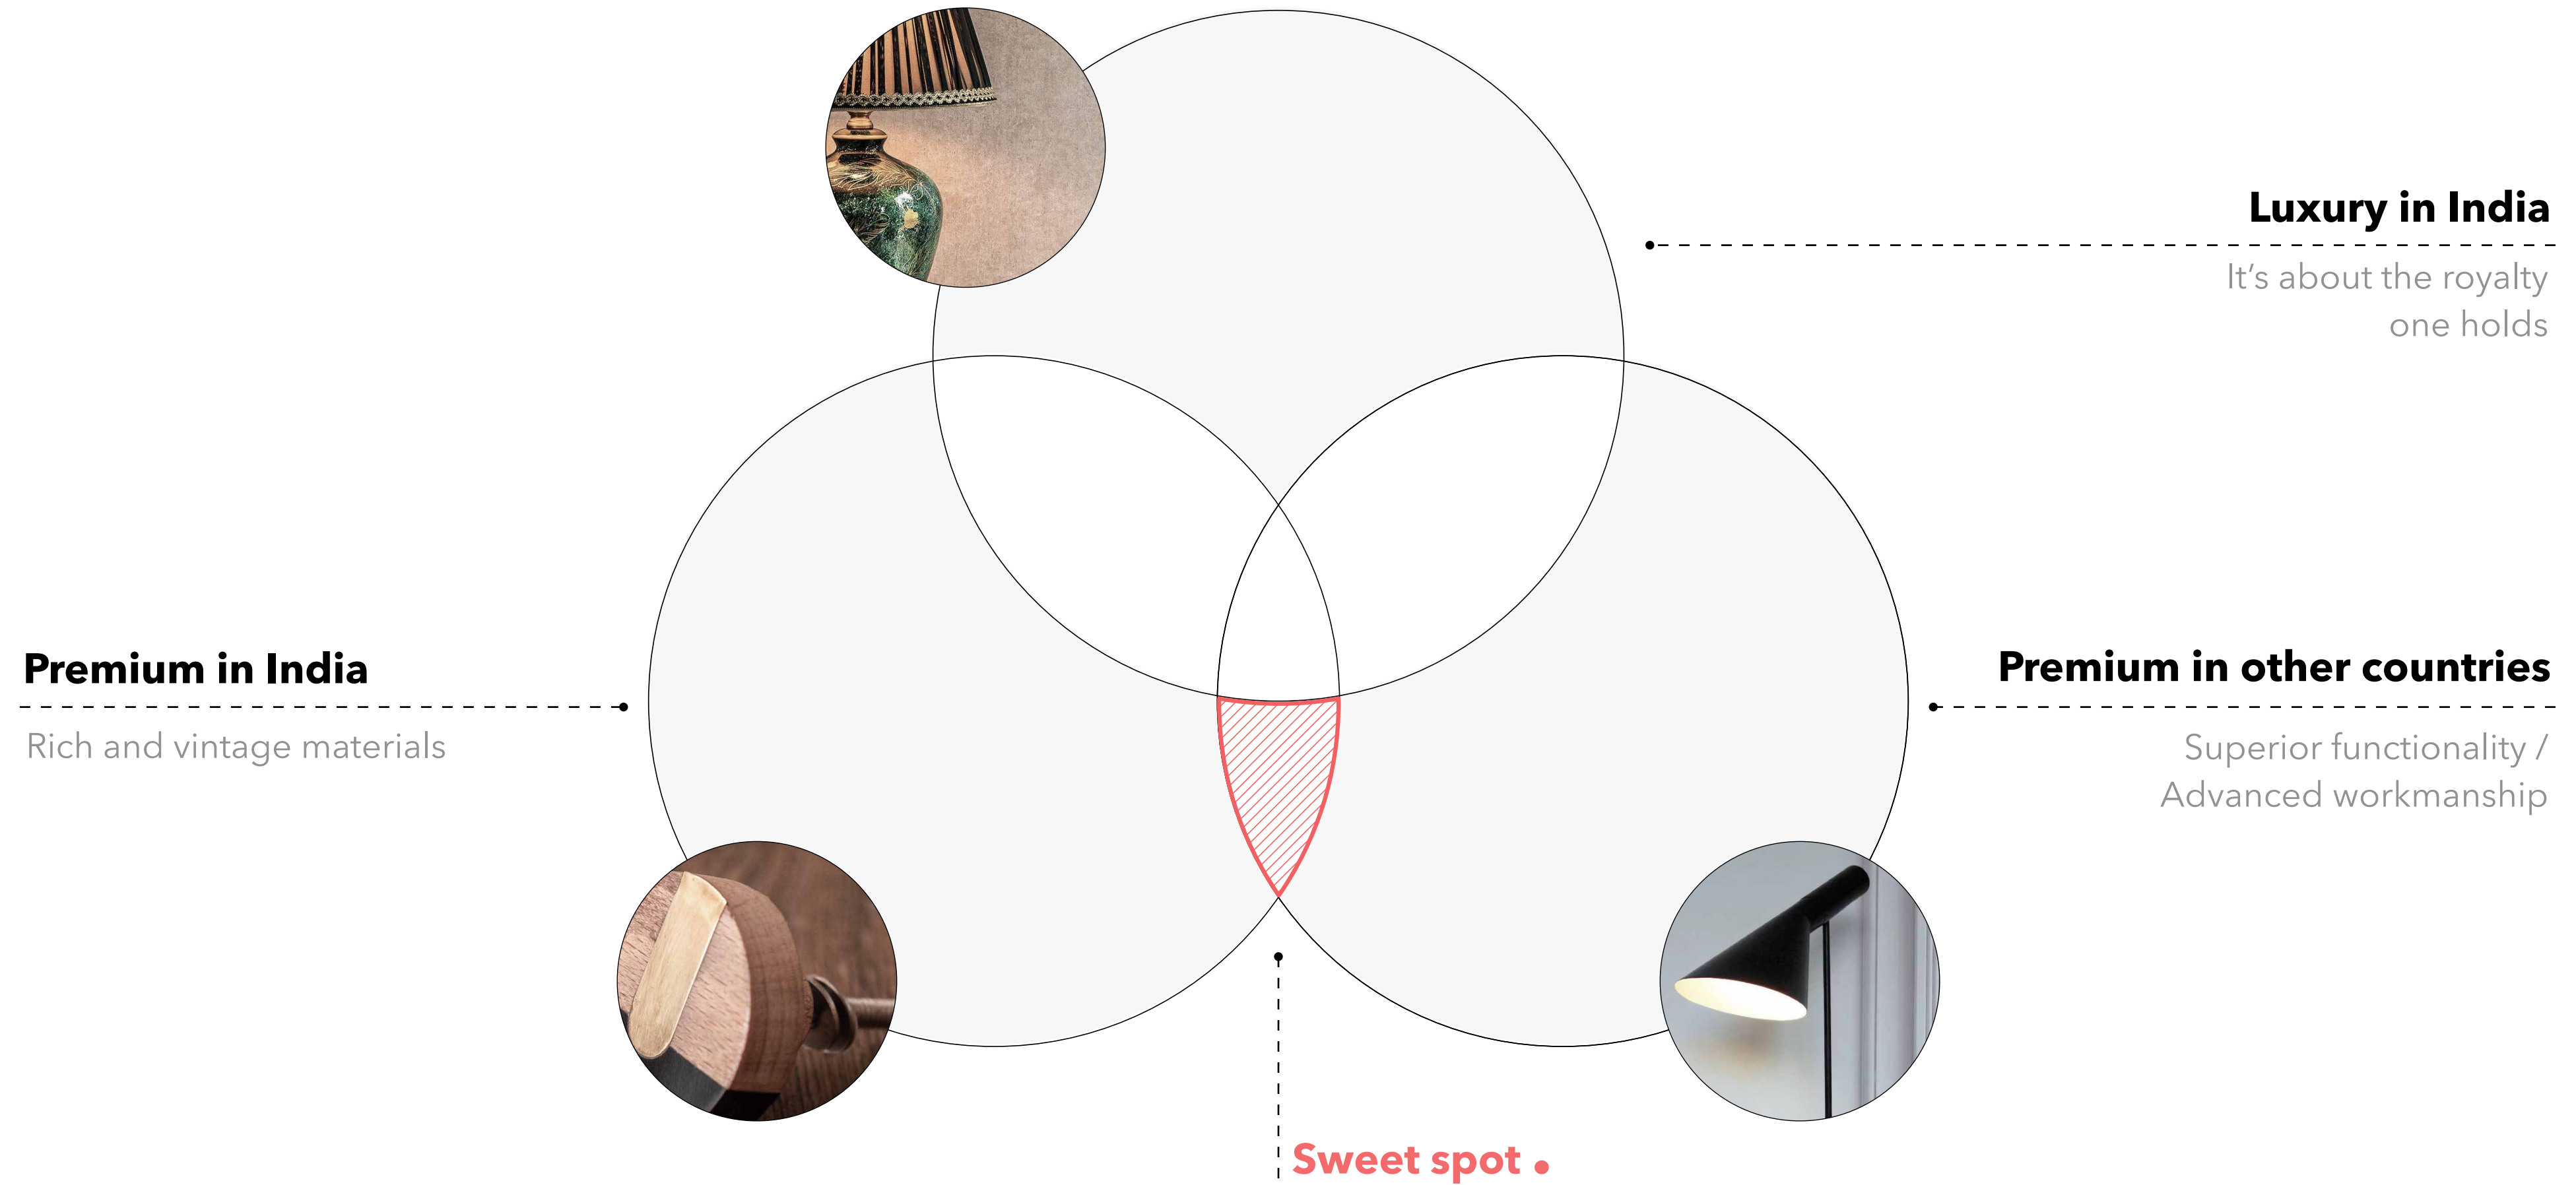 Luxury in India
It’s about the royalty
one holds
Premium in India
Rich and vintage materials
Premium in other countries
Superior functionality /
Advanced workmanship
Sweet spot .